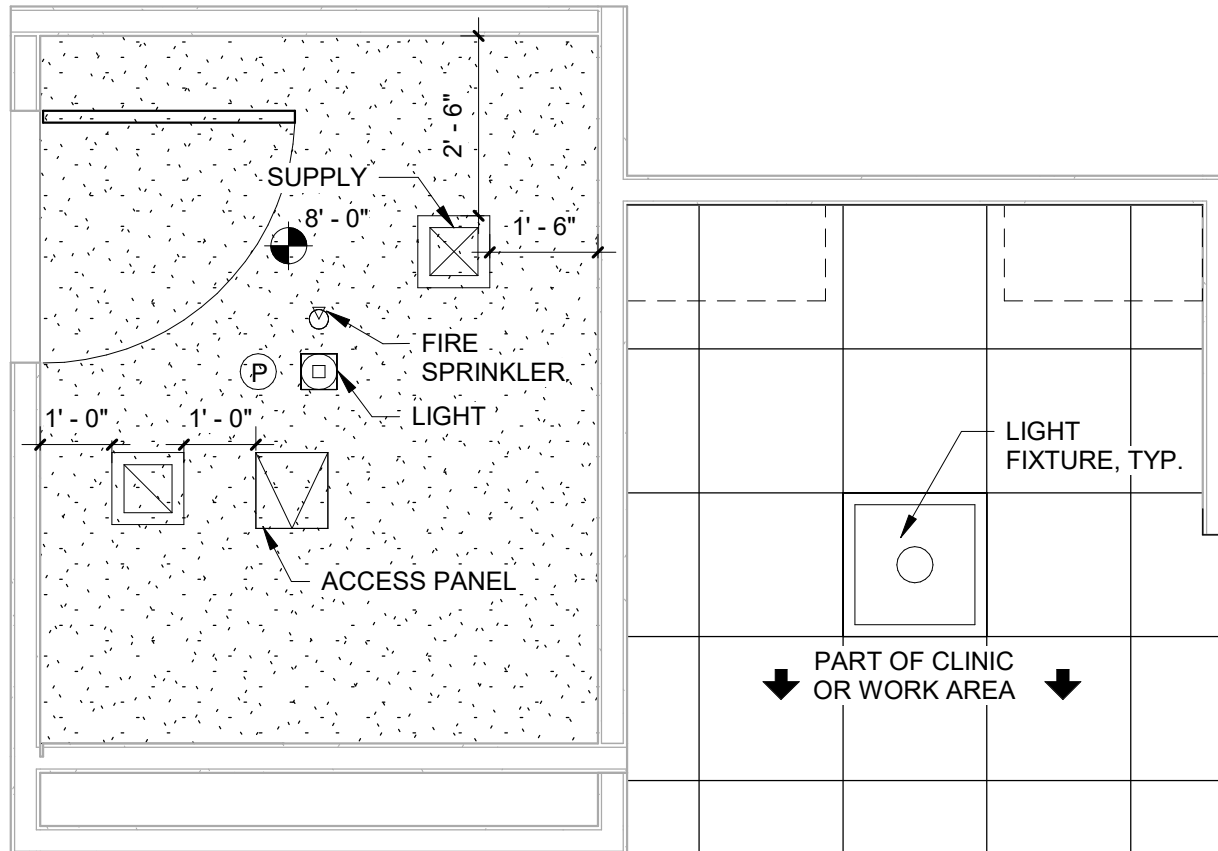 2' - 6"
SUPPLY
8' - 0"
1' - 6"
FIRE
SPRINKLER
P
LIGHT
1' - 0"
1' - 0"
ACCESS PANEL
LIGHT
FIXTURE, TYP.
PART OF CLINIC
OR WORK AREA